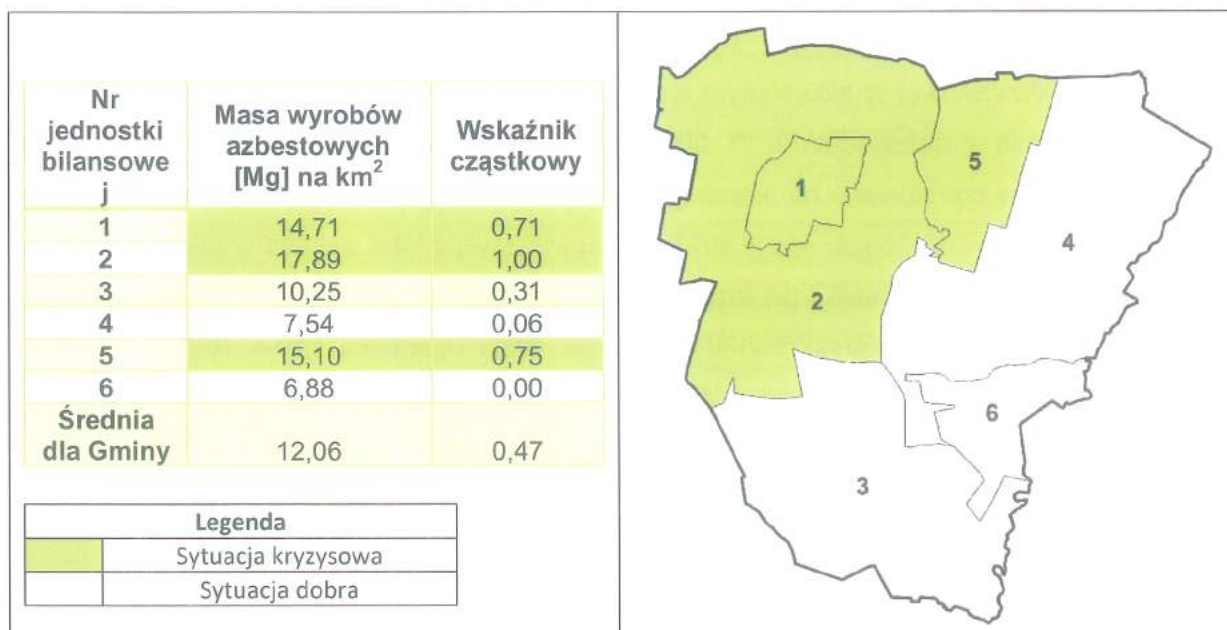 Nr
jednostki
bilansowe
j
Masa wyrobów
azbestowych
[Mg] na km²
Wskaźnik
cząstkowy
1 14,71 0,71
2 17,89 1,00
3 10,25 0,31
4 7,54 0,06
5 15,10 0,75
6 6,88 0,00
Średnia
dla Gminy 12,06 0,47
Legenda
Sytuacja kryzysowa
Sytuacja dobra
1
5
4
2
6
3